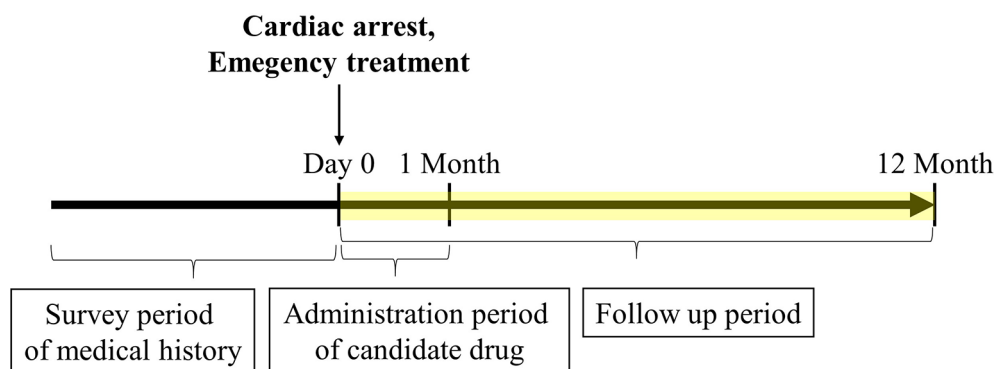 Cardiac arrest,
Emegency treatment
Day 0
1 Month
12 Month
Survey period
of medical history
Administration period
of candidate drug
Follow up period